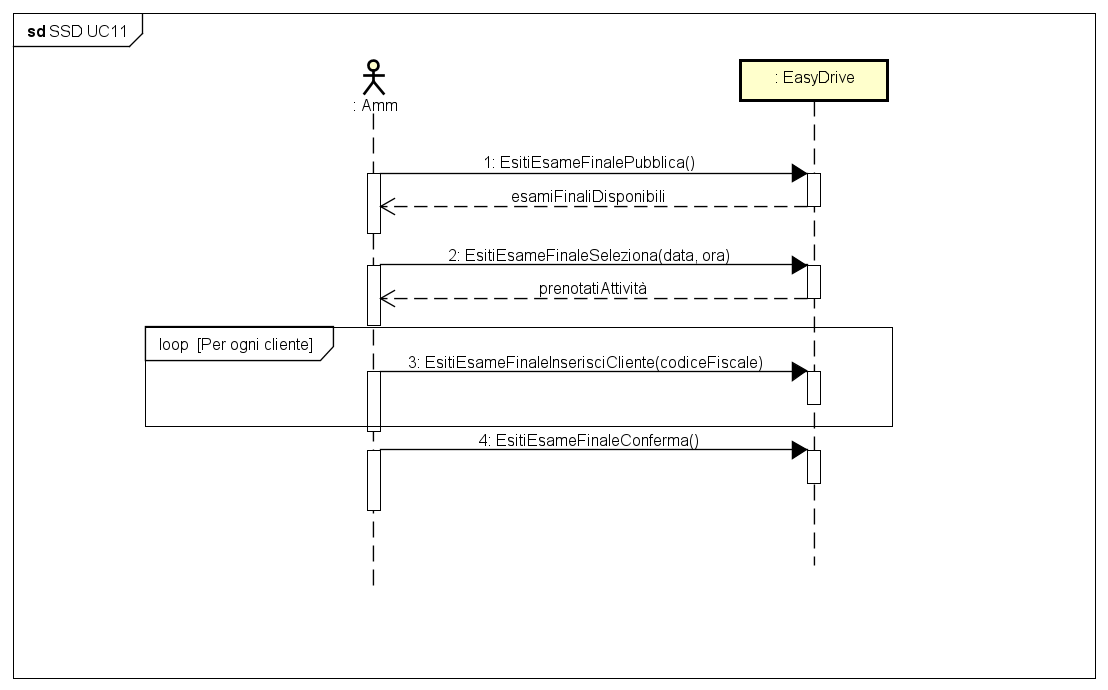 sd SSD UC11
: Amm
: EasyDrive
1: EsitiEsameFinalePubblica()
esamiFinaliDisponibili
2: EsitiEsameFinaleSeleziona(data, ora)
prenotatiAttività
loop [Per ogni cliente]
3: EsitiEsameFinaleInserisciCliente(codiceFiscale)
4: EsitiEsameFinaleConferma()